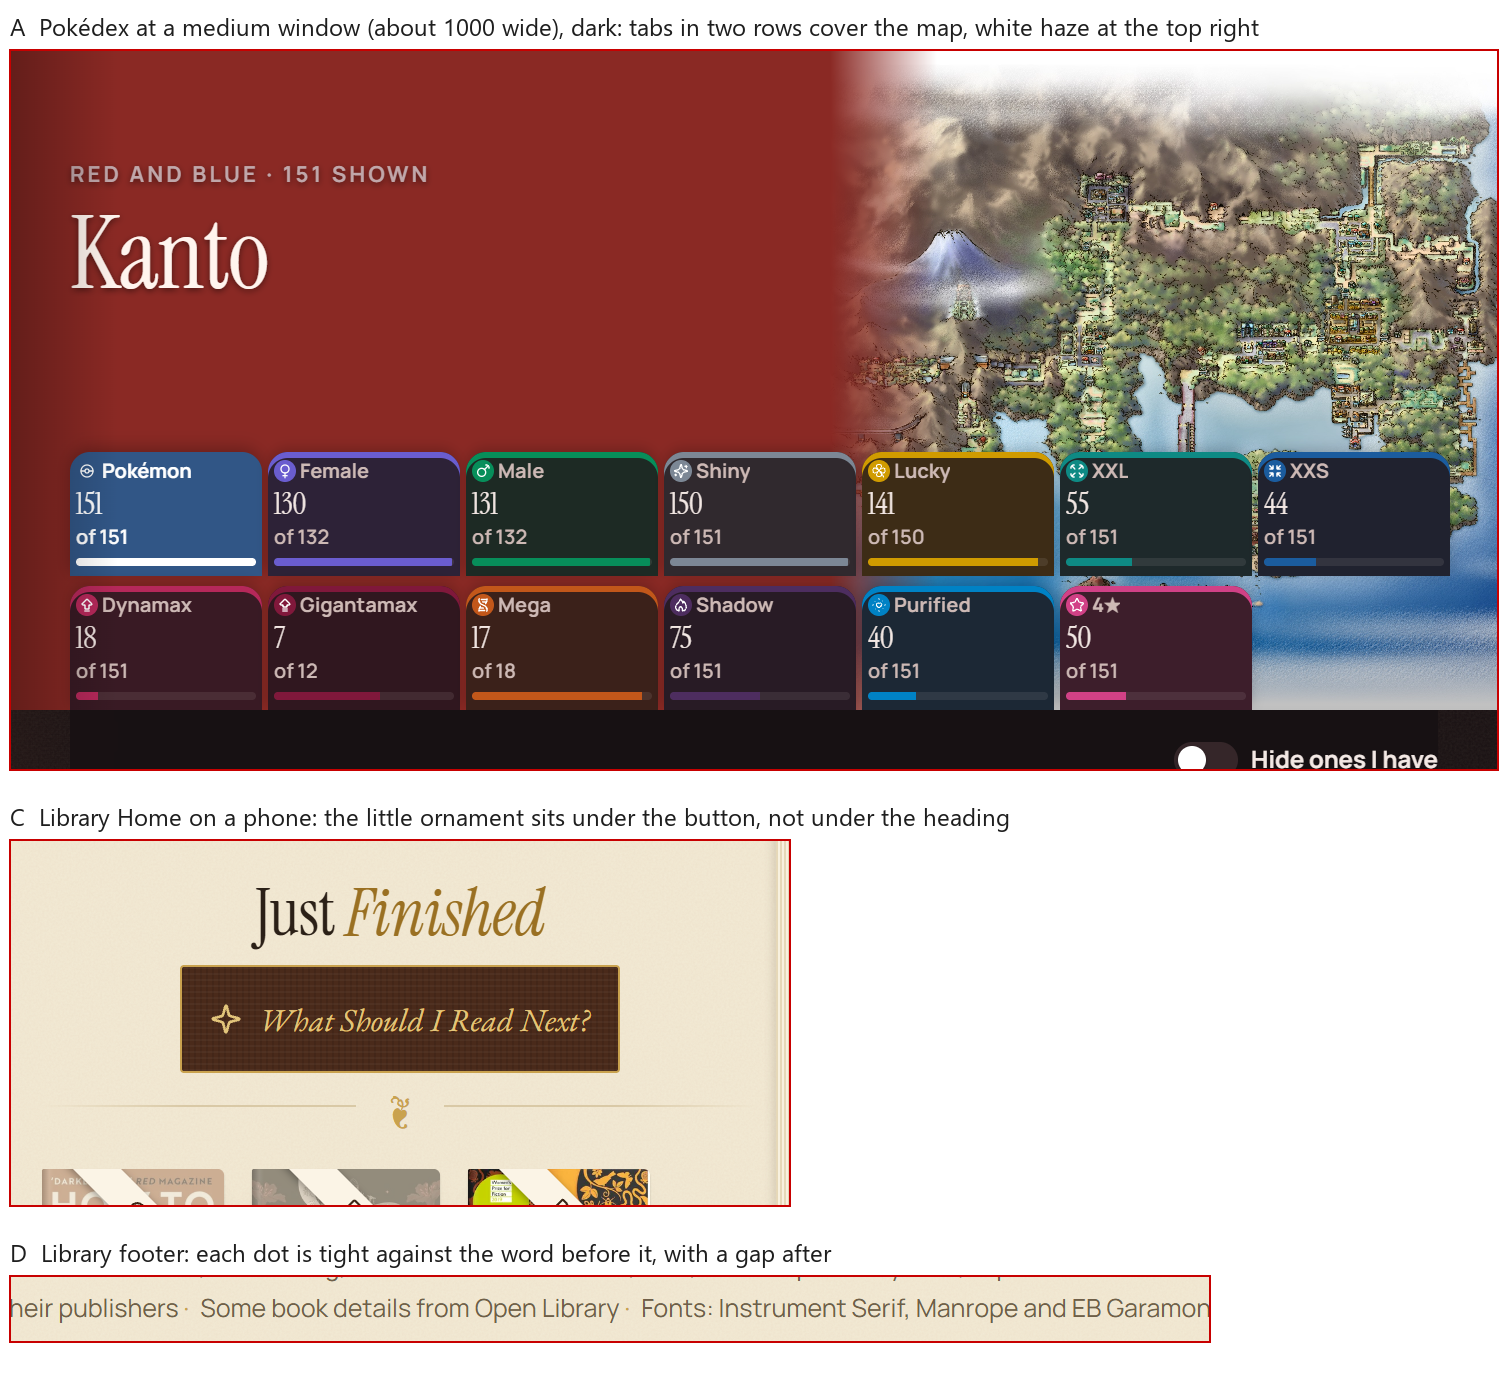 A Pokédex at a medium window (about 1000 wide), dark: tabs in two rows cover the map, white haze at the top right
RED AND BLUE · 151 SHOWN
Kanto
Pokémon Female Male Shiny Lucky XXL XXS
151 130 131 150 141 55 44
of 151 of 132 of 132 of 151 of 150 of 151 of 151
Dynamax Gigantamax Mega Shadow Purified 4★
18 7 17 75 40 50
of 151 of 12 of 18 of 151 of 151 of 151
Hide ones I have
C Library Home on a phone: the little ornament sits under the button, not under the heading
Just Finished
What Should I Read Next?
RED MAGAZINE
D Library footer: each dot is tight against the word before it, with a gap after
heir publishers · Some book details from Open Library · Fonts: Instrument Serif, Manrope and EB Garamon